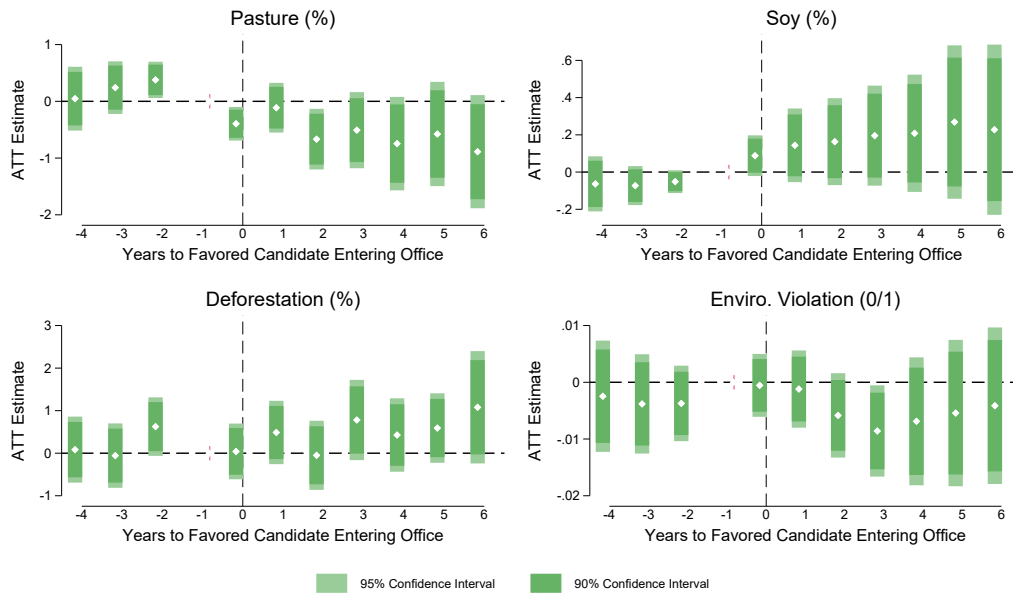 Pasture (%)
ATT Estimate
1
0
-1
-2
-4 -3 -2 -1 0 1 2 3 4 5 6
Years to Favored Candidate Entering Office
Soy (%)
ATT Estimate
.6
.4
.2
0
-.2
-4 -3 -2 -1 0 1 2 3 4 5 6
Years to Favored Candidate Entering Office
Deforestation (%)
ATT Estimate
3
2
1
0
-1
-4 -3 -2 -1 0 1 2 3 4 5 6
Years to Favored Candidate Entering Office
Enviro. Violation (0/1)
ATT Estimate
.01
0
-.01
-.02
-4 -3 -2 -1 0 1 2 3 4 5 6
Years to Favored Candidate Entering Office
95% Confidence Interval
90% Confidence Interval